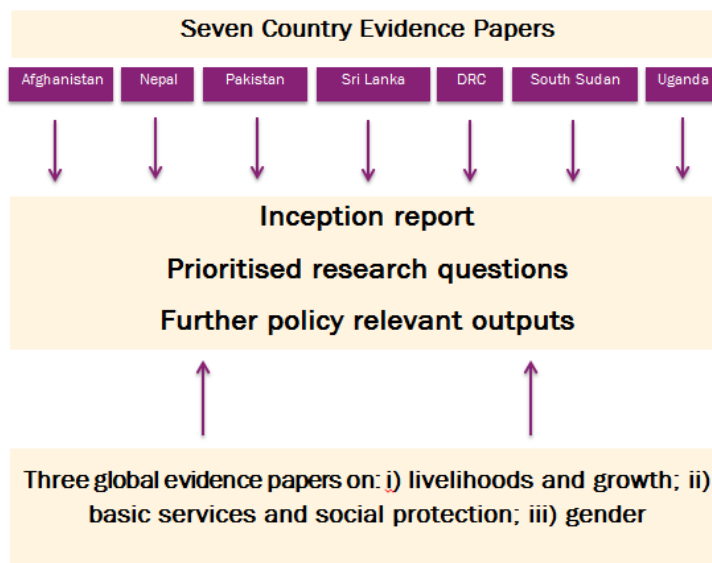 Seven Country Evidence Papers
Afghanistan
Nepal
Pakistan
Sri Lanka
DRC
South Sudan
Uganda
Inception report
Prioritised research questions
Further policy relevant outputs
Three global evidence papers on: i) livelihoods and growth; ii)
basic services and social protection; iii) gender